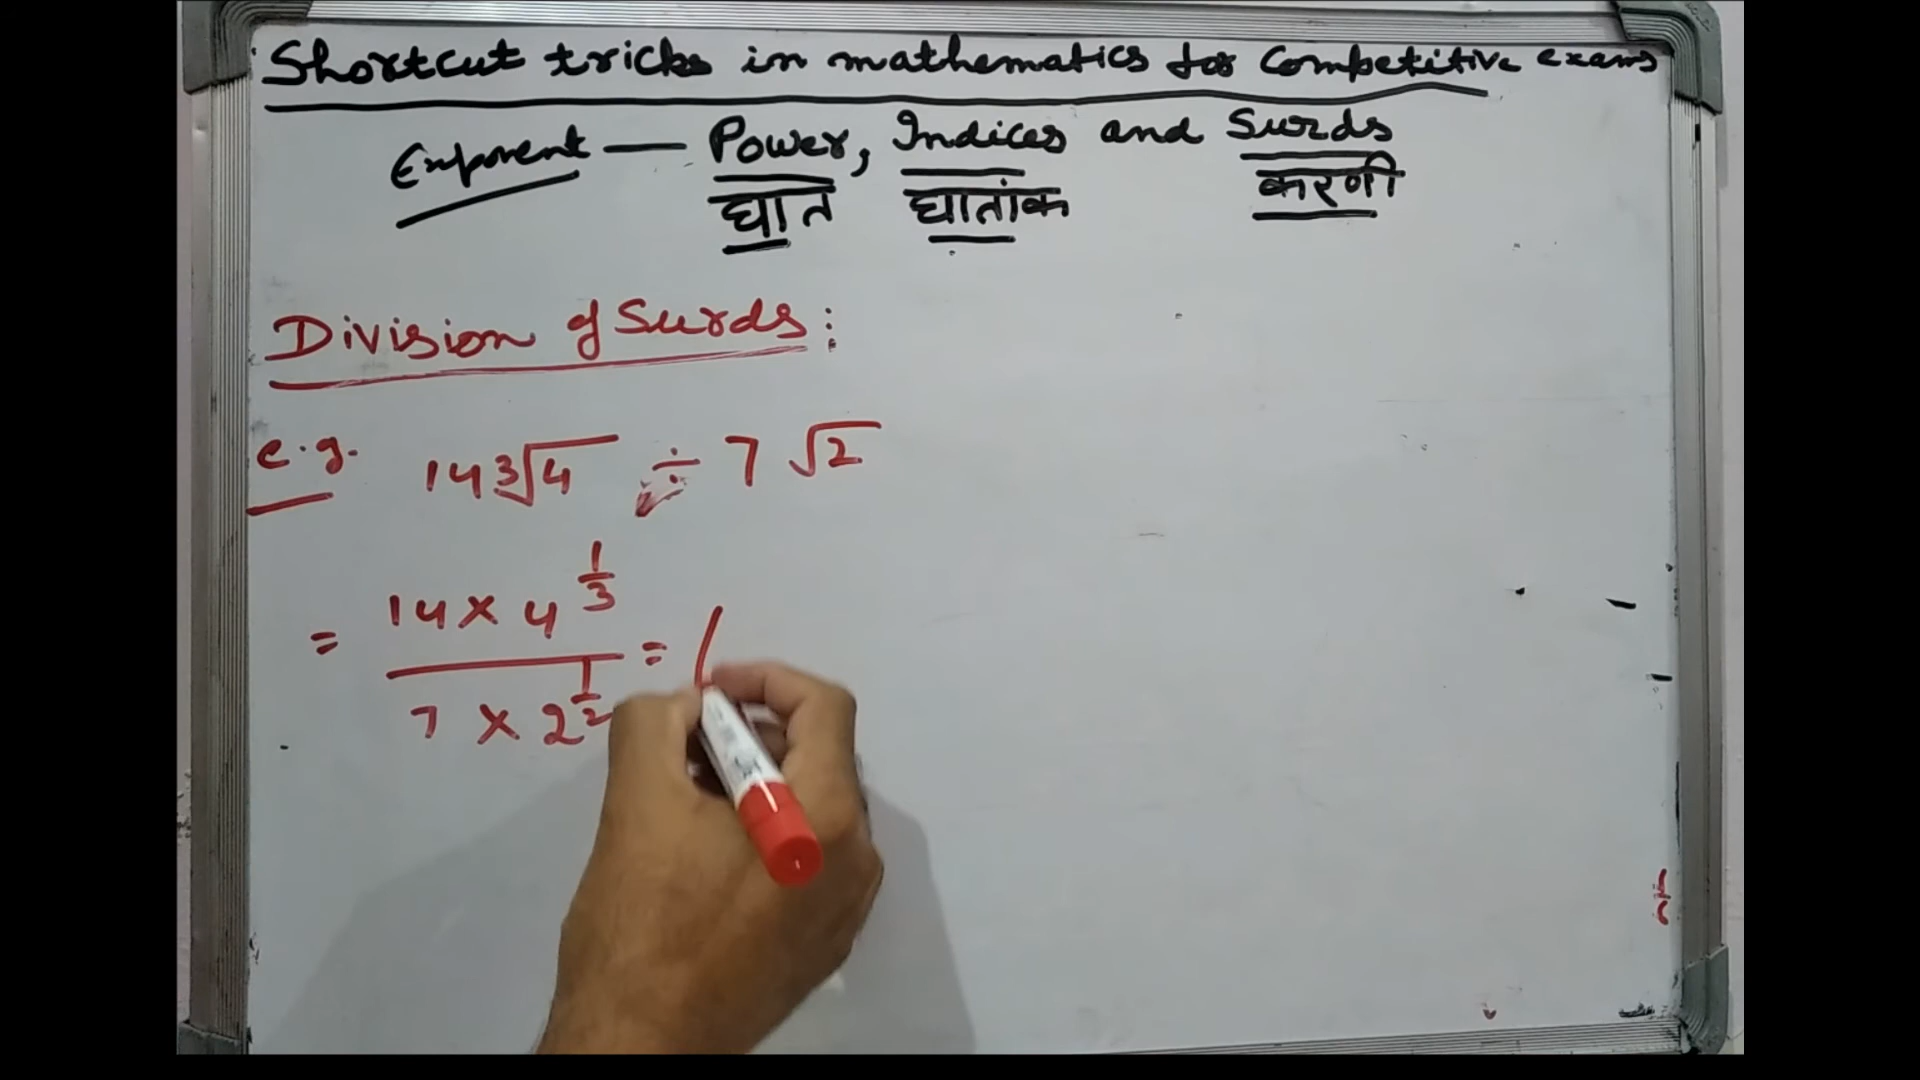 Shortcut tricks in mathematics for Competitive exams
Exponent — Power, Indices and Surds
घात घातांक करणी
Division of Surds:
e.g. 14 ∛4 ÷ 7 √2
= 14 × 4^(1/3) / 7 × 2^(1/2) = (